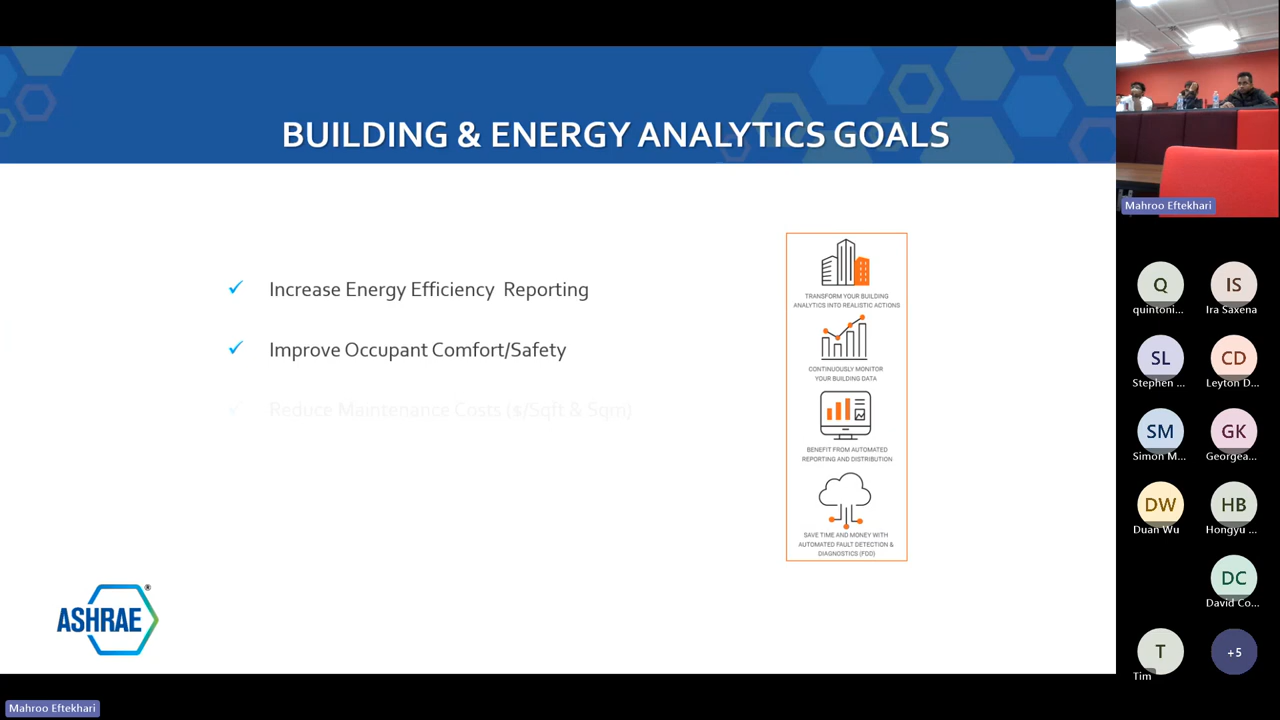 BUILDING & ENERGY ANALYTICS GOALS
Increase Energy Efficiency Reporting
Improve Occupant Comfort/Safety
Reduce Maintenance Costs ($/Sqft & Sqm)
TRANSFORM YOUR BUILDING
ANALYTICS INTO REALISTIC ACTIONS
CONTINUOUSLY MONITOR
YOUR BUILDING DATA
BENEFIT FROM AUTOMATED
REPORTING AND DISTRIBUTION
SAVE TIME AND MONEY WITH
AUTOMATED FAULT DETECTION &
DIAGNOSTICS (FDD)
ASHRAE®
Mahroo Eftekhari
Mahroo Eftekhari
Q
quintoni...
IS
Ira Saxena
SL
Stephen ...
CD
Leyton D...
SM
Simon M...
GK
Georgea...
DW
Duan Wu
HB
Hongyu ...
DC
David Co...
T
Tim
+5